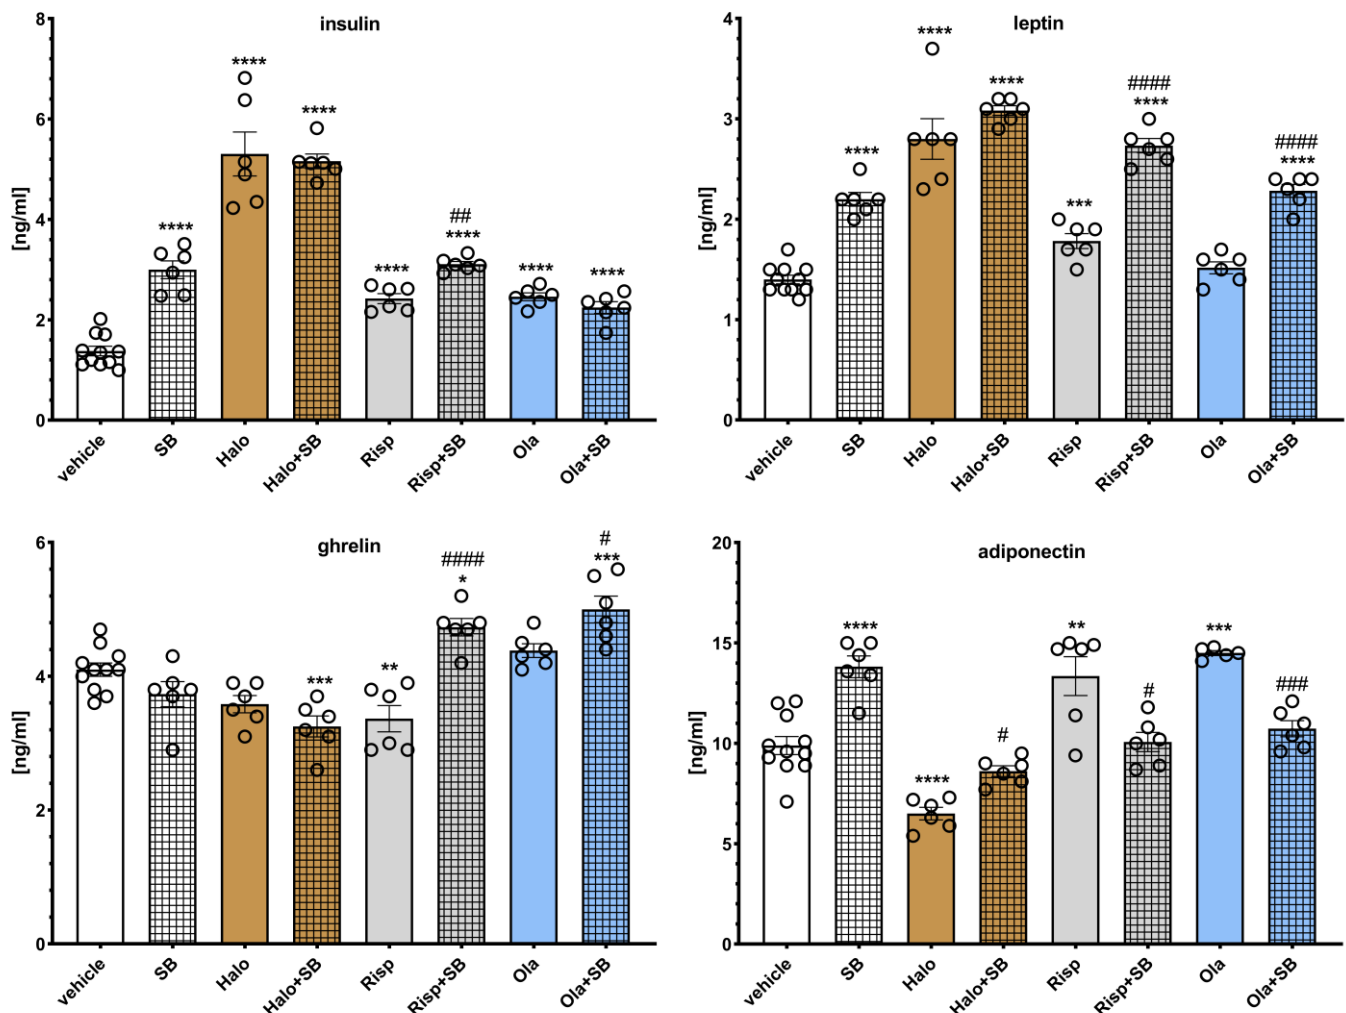 insulin
[ng/ml]
8
6
4
2
0
****
****
****
****
##
****
****
****
vehicle
SB
Halo
Halo+SB
Risp
Risp+SB
Ola
Ola+SB
leptin
[ng/ml]
4
3
2
1
0
****
****
****
***
####
****
####
****
vehicle
SB
Halo
Halo+SB
Risp
Risp+SB
Ola
Ola+SB
ghrelin
[ng/ml]
6
4
2
0
***
**
####
*
#
***
vehicle
SB
Halo
Halo+SB
Risp
Risp+SB
Ola
Ola+SB
adiponectin
[ng/ml]
20
15
10
5
0
****
****
#
**
#
***
###
vehicle
SB
Halo
Halo+SB
Risp
Risp+SB
Ola
Ola+SB